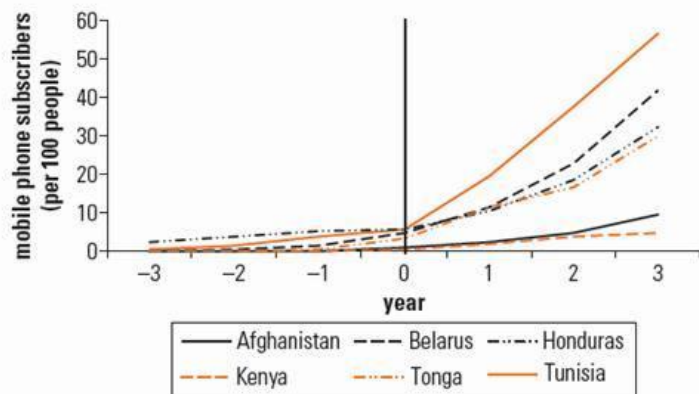 60
50
40
30
20
10
0
mobile phone subscribers
(per 100 people)
–3 –2 –1 0 1 2 3
year
Afghanistan Belarus Honduras
Kenya Tonga Tunisia